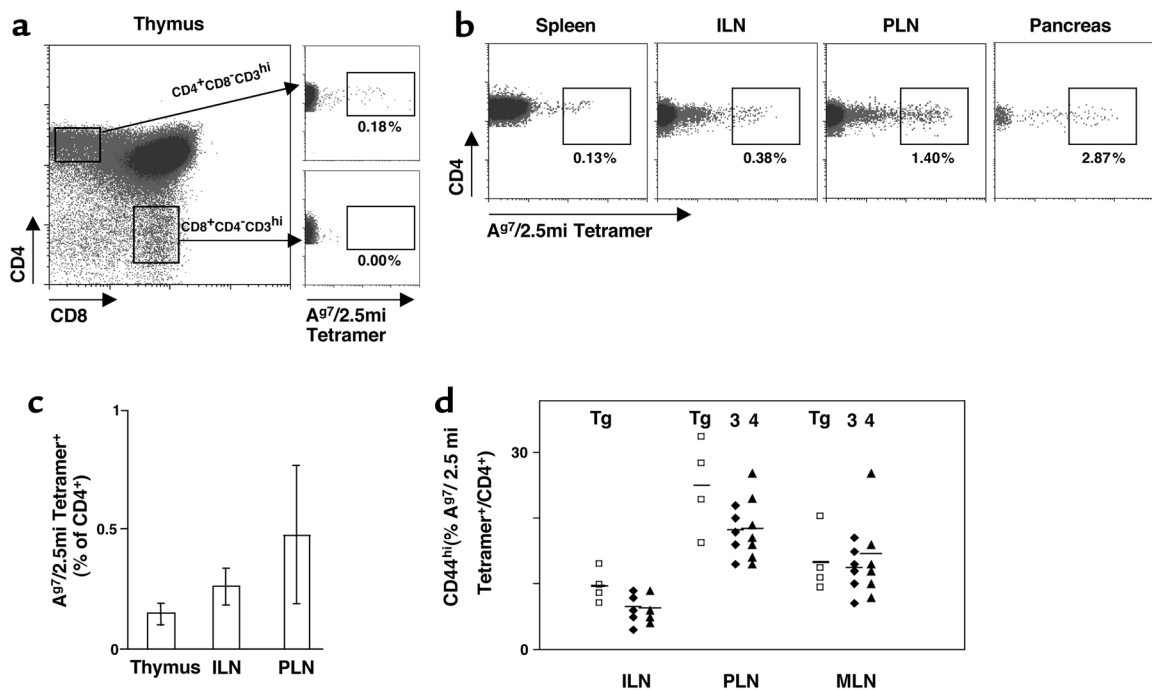 a
Thymus
CD4⁺CD8⁻CD3ʰⁱ
0.18%
CD8⁺CD4⁻CD3ʰⁱ
0.00%
CD4
CD8
Aᵍ⁷/2.5mi
Tetramer
b
Spleen
ILN
PLN
Pancreas
CD4
0.13%
0.38%
1.40%
2.87%
Aᵍ⁷/2.5mi Tetramer
c
Aᵍ⁷/2.5mi Tetramer⁺
(% of CD4⁺)
1
0.5
0
Thymus
ILN
PLN
d
CD44ʰⁱ(% Aᵍ⁷/ 2.5 mi
Tetramer⁺/CD4⁺)
30
0
Tg
Tg 3 4
Tg 3 4
ILN
PLN
MLN